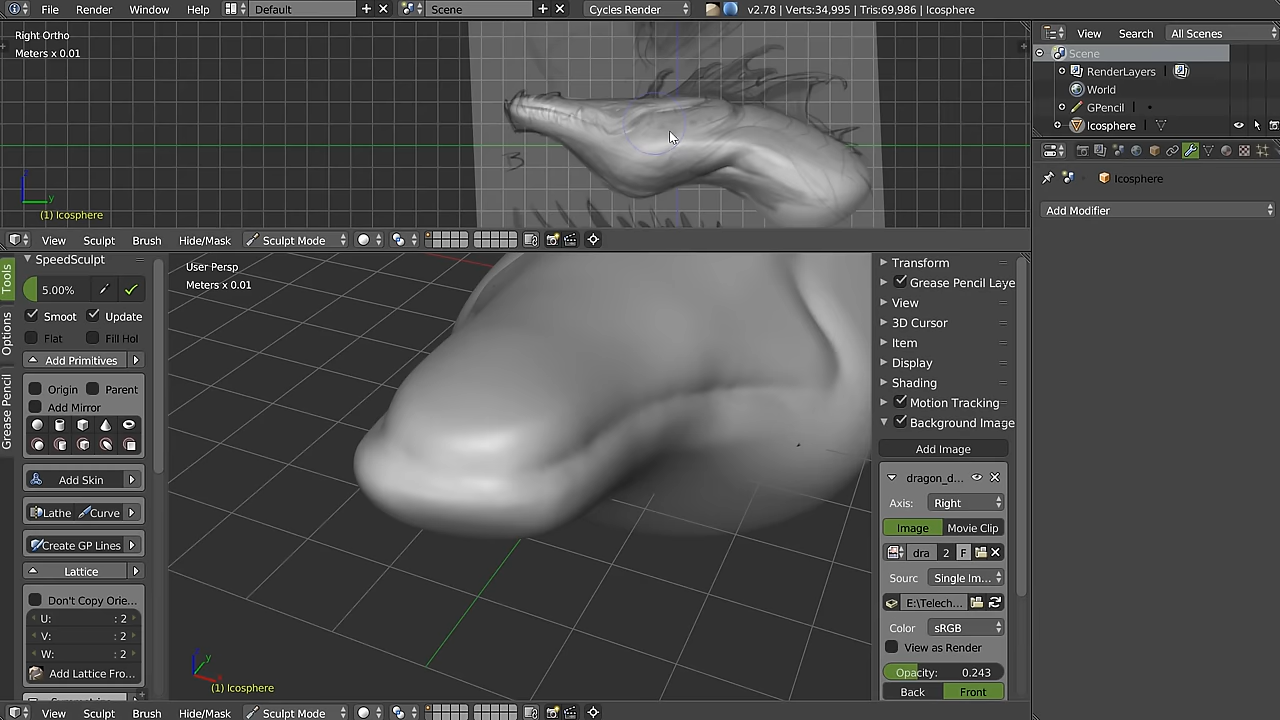 File Render Window Help Default Scene Cycles Render v2.78 | Verts:34,995 | Tris:69,986 | Icosphere
Right Ortho
Meters x 0.01
B
z
y
(1) Icosphere
View Sculpt Brush Hide/Mask Sculpt Mode
View Search All Scenes
Scene
RenderLayers
World
GPencil
Icosphere
Icosphere
Add Modifier
Tools
Options
Grease Pencil
SpeedSculpt
5.00%
Smoot Update
Flat Fill Hol
Add Primitives
Origin Parent
Add Mirror
Add Skin
Lathe Curve
Create GP Lines
Lattice
Don't Copy Orie...
U: : 2
V: : 2
W: : 2
Add Lattice Fro...
User Persp
Meters x 0.01
y
(1) Icosphere
Transform
Grease Pencil Laye
View
3D Cursor
Item
Display
Shading
Motion Tracking
Background Image
Add Image
dragon_d...
Axis: Right
Image Movie Clip
dra 2 F
Sourc Single Im...
E:\Telech...
Color sRGB
View as Render
Opacity: 0.243
Back Front
View Sculpt Brush Hide/Mask Sculpt Mode